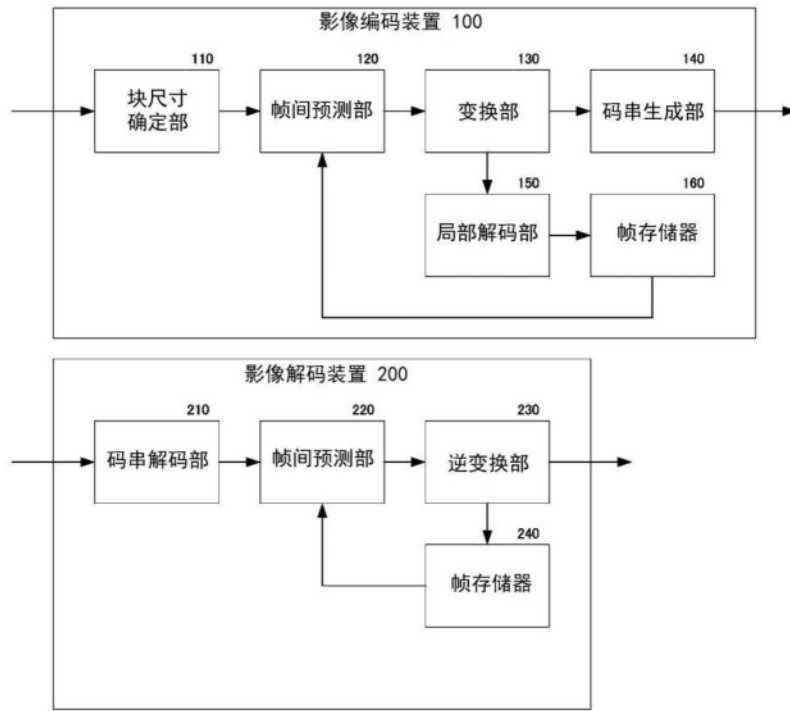 影像编码装置 100
110
120
130
140
块尺寸
确定部
帧间预测部
变换部
码串生成部
150
160
局部解码部
帧存储器
影像解码装置 200
210
220
230
码串解码部
帧间预测部
逆变换部
240
帧存储器